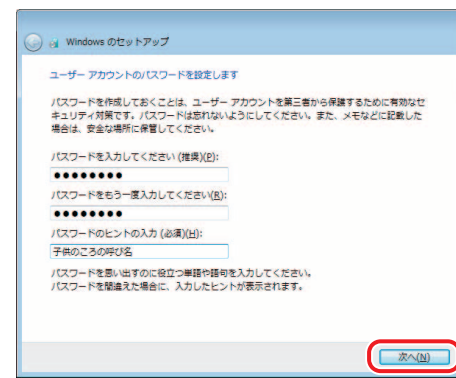 Windows のセットアップ
ユーザー アカウントのパスワードを設定します
パスワードを作成しておくことは、ユーザー アカウントを第三者から保護するために有効なセ
キュリティ対策です。パスワードは忘れないようにしてください。また、メモなどに記載した
場合は、安全な場所に保管してください。
パスワードを入力してください (推奨)(P):
●●●●●●●●
パスワードをもう一度入力してください(R):
●●●●●●●●
パスワードのヒントの入力 (必須)(H):
子供のころの呼び名
パスワードを思い出すのに役立つ単語や語句を入力してください。
パスワードを間違えた場合に、入力したヒントが表示されます。
次へ(N)